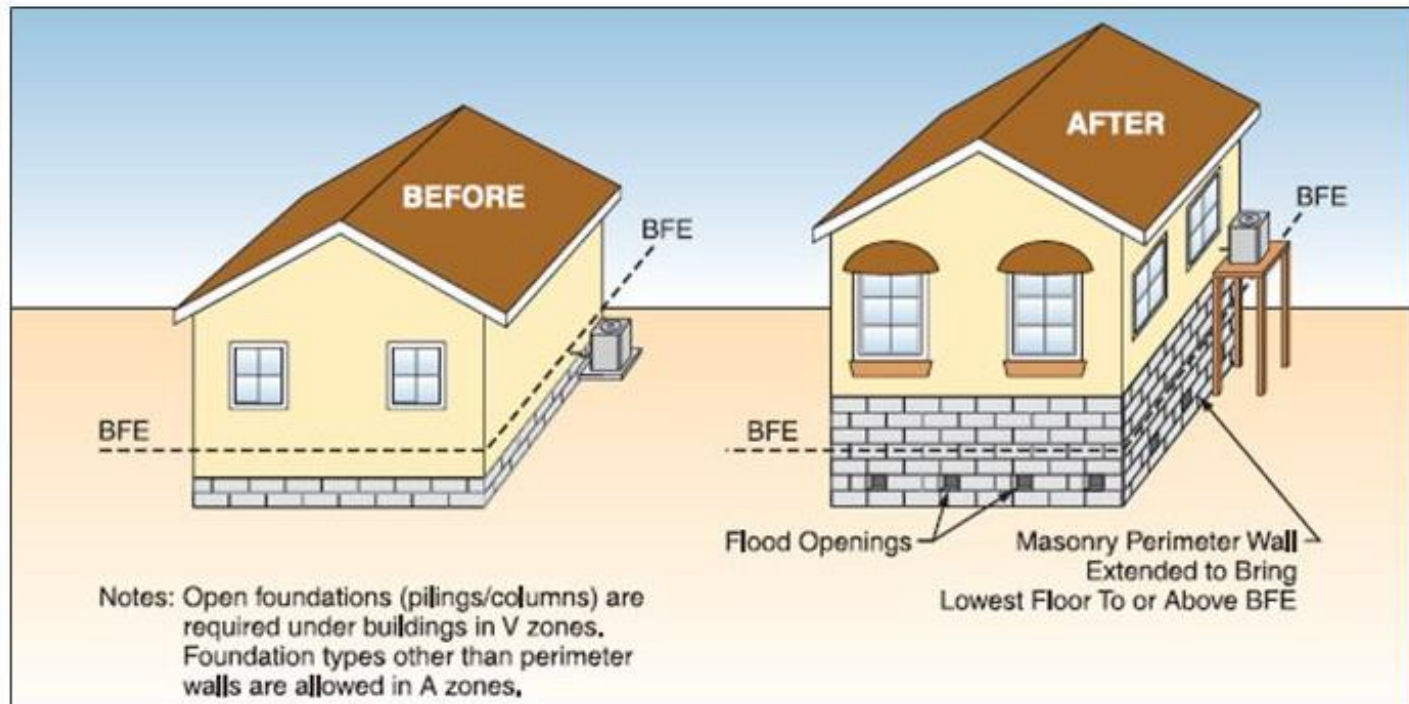 BEFORE
BFE
BFE
Notes: Open foundations (pilings/columns) are
required under buildings in V zones.
Foundation types other than perimeter
walls are allowed in A zones.
AFTER
BFE
BFE
Flood Openings
Masonry Perimeter Wall
Extended to Bring
Lowest Floor To or Above BFE